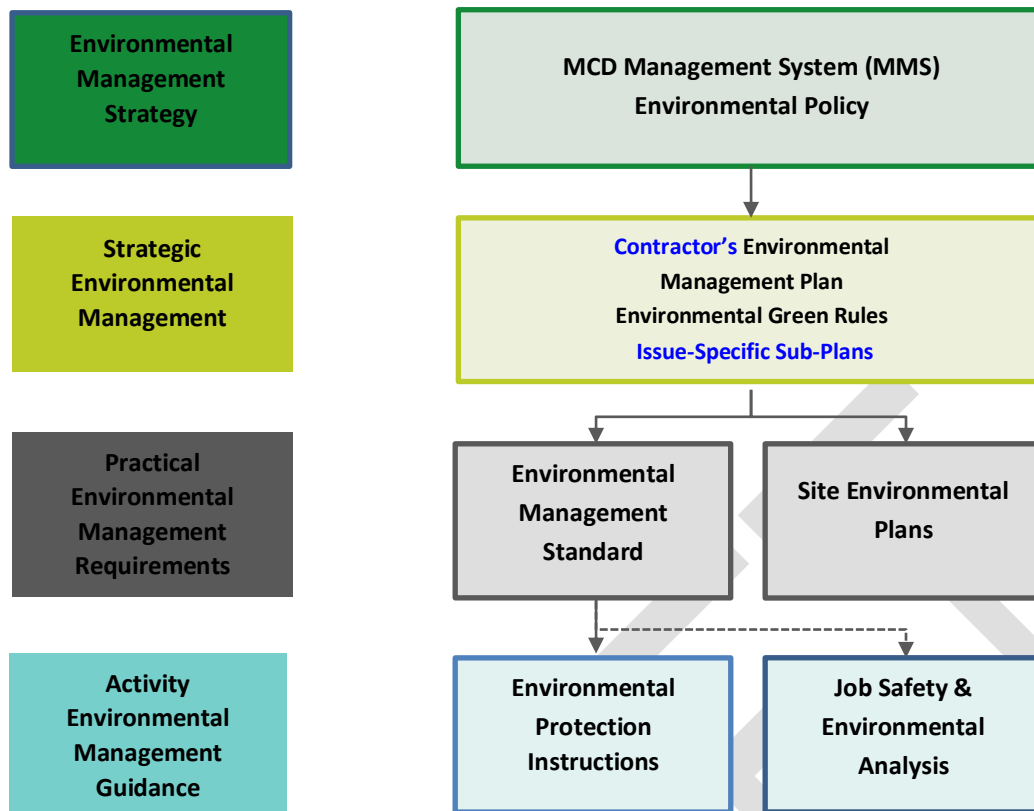 Environmental
Management
Strategy
MCD Management System (MMS)
Environmental Policy
Strategic
Environmental
Management
Contractor’s Environmental
Management Plan
Environmental Green Rules
Issue-Specific Sub-Plans
Practical
Environmental
Management
Requirements
Environmental
Management
Standard
Site Environmental
Plans
Activity
Environmental
Management
Guidance
Environmental
Protection
Instructions
Job Safety &
Environmental
Analysis